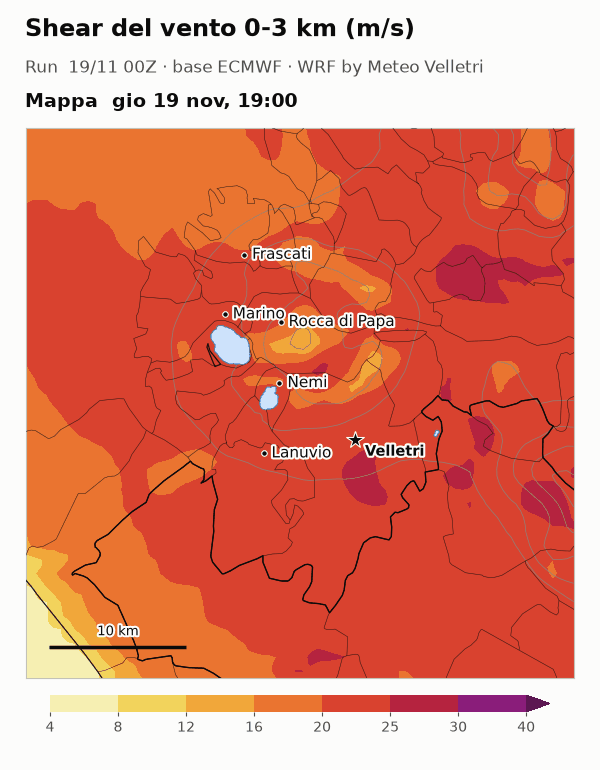 Shear del vento 0-3 km (m/s)
Run  19/11 00Z · base ECMWF · WRF by Meteo Velletri
Mappa  gio 19 nov, 19:00
Frascati
Marino
Rocca di Papa
Nemi
Velletri
Lanuvio
10 km
4 8 12 16 20 25 30 40